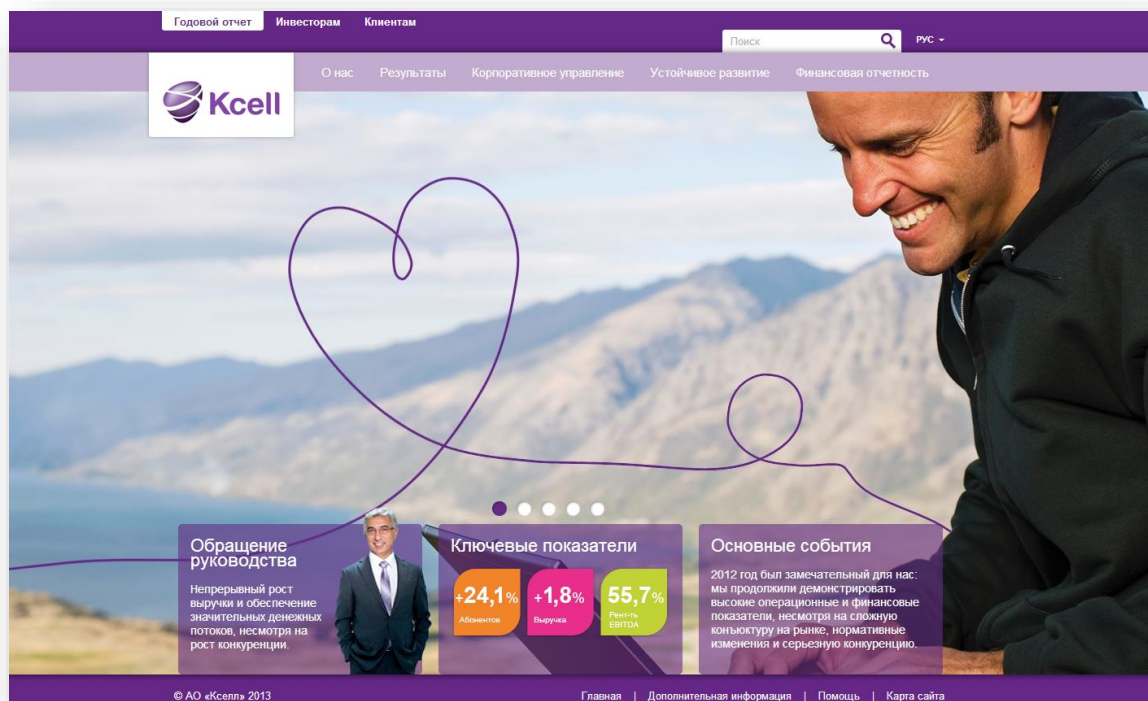 Годовой отчет Инвесторам Клиентам
Поиск РУС
О нас Результаты Корпоративное управление Устойчивое развитие Финансовая отчетность
Kcell
Обращение
руководства
Непрерывный рост
выручки и обеспечение
значительных денежных
потоков, несмотря на
рост конкуренции.
Ключевые показатели
+24,1%
Абонентов
+1,8%
Выручка
55,7%
Рент-ть
EBITDA
Основные события
2012 год был замечательный для нас:
мы продолжили демонстрировать
высокие операционные и финансовые
показатели, несмотря на сложную
конъюктуру на рынке, нормативные
изменения и серьезную конкуренцию.
© АО «Кселл» 2013
Главная | Дополнительная информация | Помощь | Карта сайта